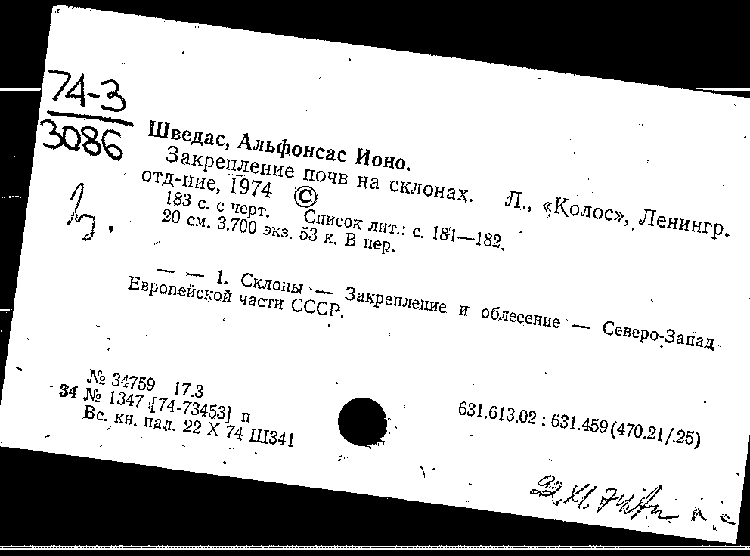 74-3
3086
Шведас, Альфонсас Ионо.
Закрепление почв на склонах. Л., «Колос», Ленингр.
отд-ние, 1974 ©
183 с. с черт. Список лит.: с. 181—182.
20 см. 3.700 экз. 53 к. В пер.
— — 1. Склоны — Закрепление и облесение — Северо-Запад
Европейской части СССР.
№ 34759 17.3
34 № 1347 [74-73453] п
Вс. кн. пал. 22 X 74 Ш341
631.613.02 : 631.459 (470.21/.25)